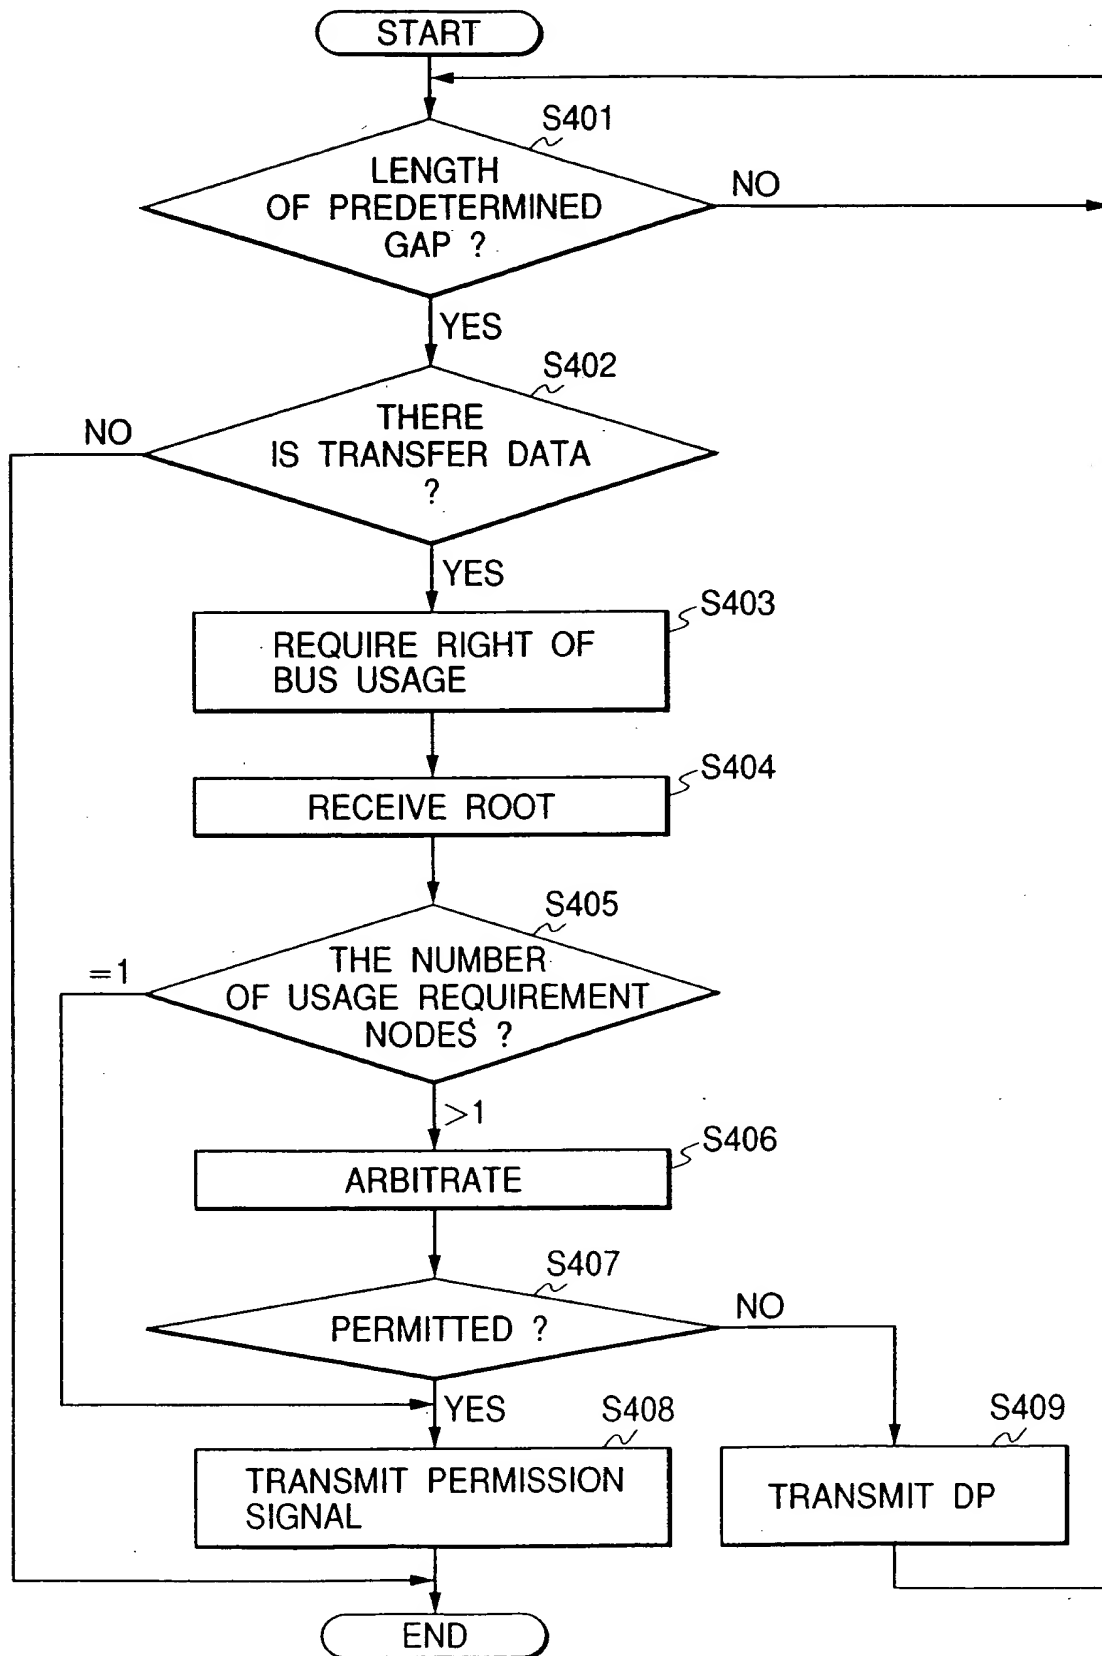 START
S401
LENGTH
OF PREDETERMINED
GAP ?
NO
YES
S402
NO
THERE
IS TRANSFER DATA
?
YES
S403
REQUIRE RIGHT OF
BUS USAGE
S404
RECEIVE ROOT
S405
=1
THE NUMBER
OF USAGE REQUIREMENT
NODES ?
>1
S406
ARBITRATE
S407
NO
PERMITTED ?
YES
S408
S409
TRANSMIT PERMISSION
SIGNAL
TRANSMIT DP
END